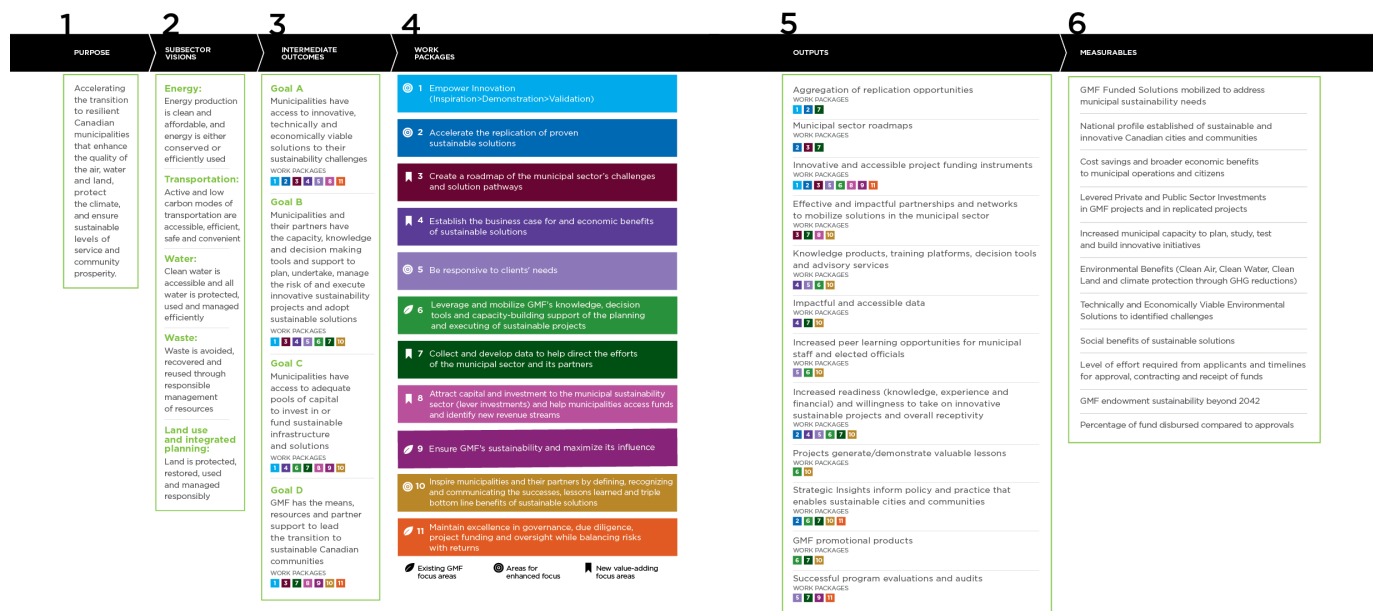 1
PURPOSE
Accelerating
the transition
to resilient
Canadian
municipalities
that enhance
the quality of
the air, water
and land,
protect
the climate,
and ensure
sustainable
levels of
service and
community
prosperity.
2
SUBSECTOR
VISIONS
Energy:
Energy production
is clean and
affordable, and
energy is either
conserved or
efficiently used
Transportation:
Active and low
carbon modes of
transportation are
accessible, efficient,
safe and convenient
Water:
Clean water is
accessible and all
water is protected,
used and managed
efficiently
Waste:
Waste is avoided,
recovered and
reused through
responsible
management
of resources
Land use
and integrated
planning:
Land is protected,
restored, used
and managed
responsibly
3
INTERMEDIATE
OUTCOMES
Goal A
Municipalities have
access to innovative,
technically and
economically viable
solutions to their
sustainability challenges
WORK PACKAGES
1 2 3 4 5 8 11
Goal B
Municipalities and
their partners have
the capacity, knowledge
and decision making
tools and support to
plan, undertake, manage
the risk of and execute
innovative sustainability
projects and adopt
sustainable solutions
WORK PACKAGES
1 3 4 5 6 7 10
Goal C
Municipalities have
access to adequate
pools of capital
to invest in or
fund sustainable
infrastructure
and solutions
WORK PACKAGES
1 4 6 7 8 9 10
Goal D
GMF has the means,
resources and partner
support to lead
the transition to
sustainable Canadian
communities
WORK PACKAGES
1 3 7 8 9 10 11
4
WORK
PACKAGES
1 Empower Innovation
(Inspiration>Demonstration>Validation)
2 Accelerate the replication of proven
sustainable solutions
3 Create a roadmap of the municipal sector's challenges
and solution pathways
4 Establish the business case for and economic benefits
of sustainable solutions
5 Be responsive to clients' needs
6 Leverage and mobilize GMF's knowledge, decision
tools and capacity-building support of the planning
and executing of sustainable projects
7 Collect and develop data to help direct the efforts
of the municipal sector and its partners
8 Attract capital and investment to the municipal sustainability
sector (lever investments) and help municipalities access funds
and identify new revenue streams
9 Ensure GMF's sustainability and maximize its influence
10 Inspire municipalities and their partners by defining, recognizing
and communicating the successes, lessons learned and triple
bottom line benefits of sustainable solutions
11 Maintain excellence in governance, due diligence,
project funding and oversight while balancing risks
with returns
Existing GMF
focus areas
Areas for
enhanced focus
New value-adding
focus areas
5
OUTPUTS
Aggregation of replication opportunities
WORK PACKAGES
1 2 7
Municipal sector roadmaps
WORK PACKAGES
2 3 7
Innovative and accessible project funding instruments
WORK PACKAGES
1 2 3 5 6 8 9 11
Effective and impactful partnerships and networks
to mobilize solutions in the municipal sector
WORK PACKAGES
3 7 8 10
Knowledge products, training platforms, decision tools
and advisory services
WORK PACKAGES
4 5 6 10
Impactful and accessible data
WORK PACKAGES
4 7 10
Increased peer learning opportunities for municipal
staff and elected officials
WORK PACKAGES
5 6 10
Increased readiness (knowledge, experience and
financial) and willingness to take on innovative
sustainable projects and overall receptivity
WORK PACKAGES
2 4 5 6 7 10
Projects generate/demonstrate valuable lessons
WORK PACKAGES
6 10
Strategic Insights inform policy and practice that
enables sustainable cities and communities
WORK PACKAGES
2 6 7 10 11
GMF promotional products
WORK PACKAGES
6 7 10
Successful program evaluations and audits
WORK PACKAGES
5 7 9 11
6
MEASURABLES
GMF Funded Solutions mobilized to address
municipal sustainability needs
National profile established of sustainable and
innovative Canadian cities and communities
Cost savings and broader economic benefits
to municipal operations and citizens
Levered Private and Public Sector Investments
in GMF projects and in replicated projects
Increased municipal capacity to plan, study, test
and build innovative initiatives
Environmental Benefits (Clean Air, Clean Water, Clean
Land and climate protection through GHG reductions)
Technically and Economically Viable Environmental
Solutions to identified challenges
Social benefits of sustainable solutions
Level of effort required from applicants and timelines
for approval, contracting and receipt of funds
GMF endowment sustainability beyond 2042
Percentage of fund disbursed compared to approvals